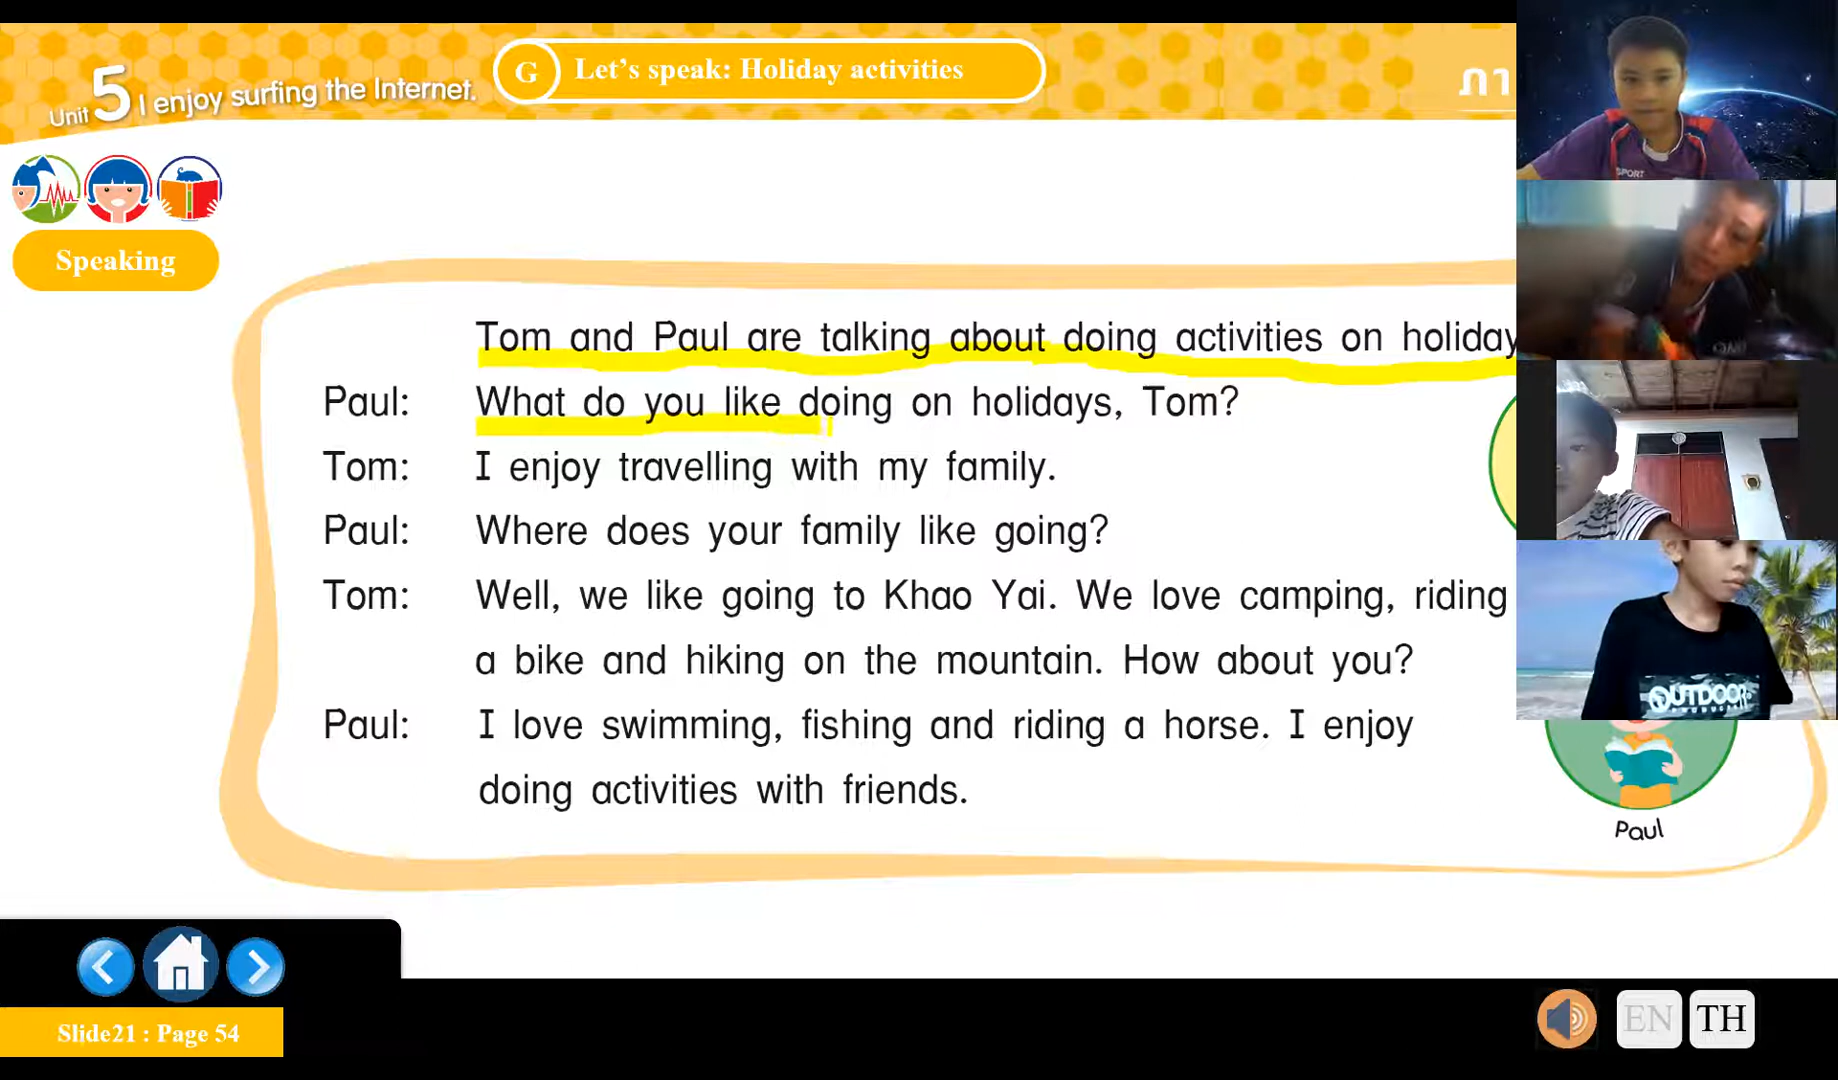 Unit 5 I enjoy surfing the Internet.
G Let's speak: Holiday activities
ภา
Speaking
Tom and Paul are talking about doing activities on holiday
Paul: What do you like doing on holidays, Tom?
Tom: I enjoy travelling with my family.
Paul: Where does your family like going?
Tom: Well, we like going to Khao Yai. We love camping, riding
a bike and hiking on the mountain. How about you?
Paul: I love swimming, fishing and riding a horse. I enjoy
doing activities with friends.
Paul
SPORT
OUTDOOR
Slide21 : Page 54
EN TH